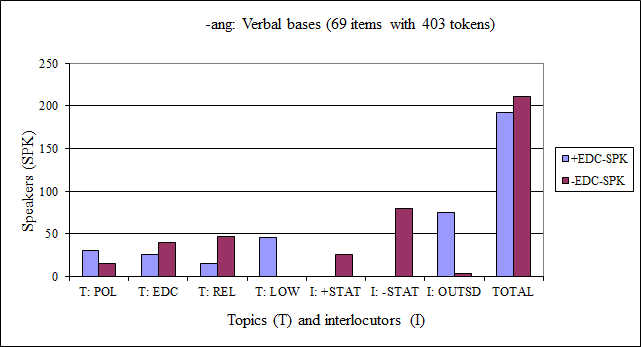 -ang: Verbal bases (69 items with 403 tokens)
250
200
150
100
50
0
Speakers (SPK)
T: POL T: EDC T: REL T: LOW I: +STAT I: -STAT I: OUTSD TOTAL
Topics (T) and interlocutors (I)
+EDC-SPK
-EDC-SPK